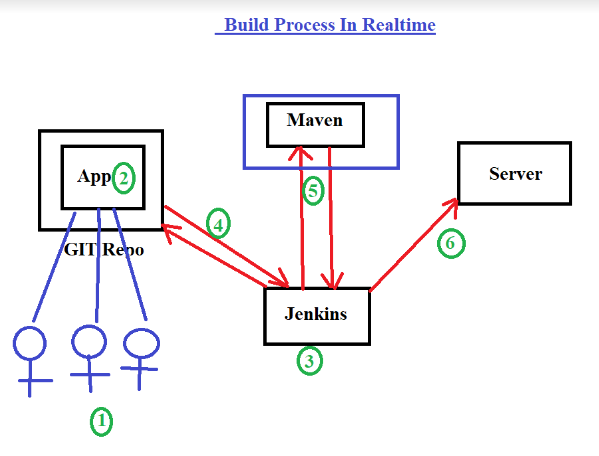 Build Process In Realtime
Maven
App
2
Server
5
4
6
GIT Repo
Jenkins
3
1